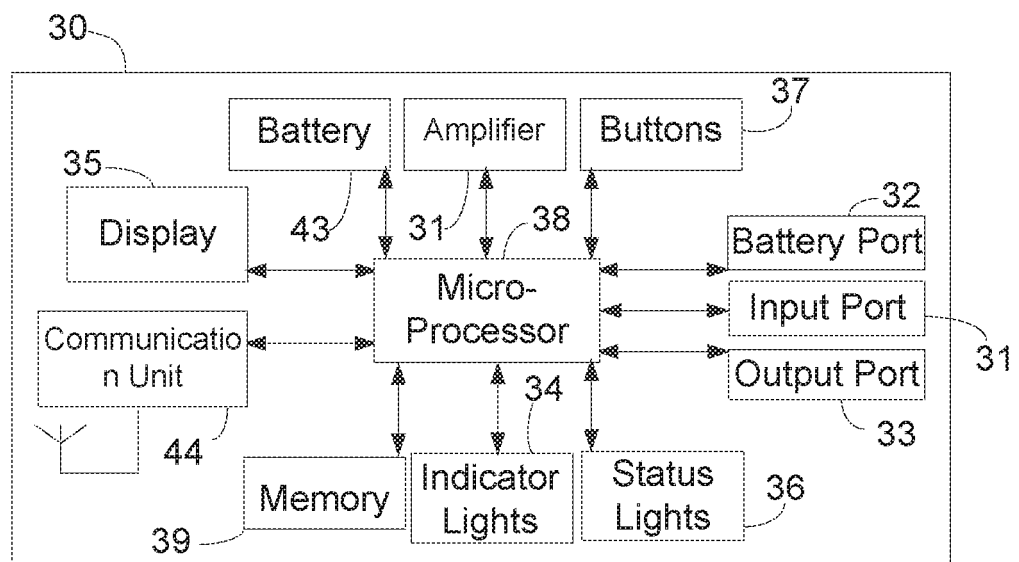 30
37
Battery
Amplifier
Buttons
35
32
43
31
38
Display
Battery Port
Micro-
Processor
Input Port
Communicatio
n Unit
31
Output Port
34
33
44
Memory
Indicator
Lights
Status
Lights
36
39